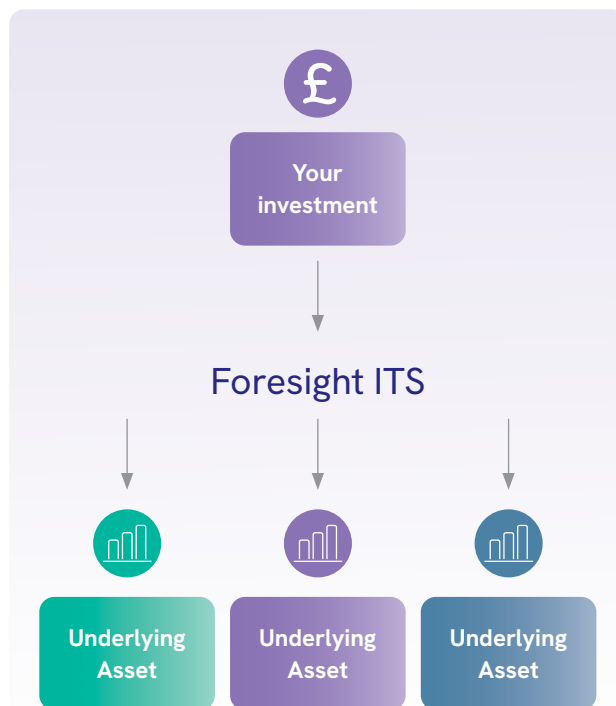 £
Your
investment
Foresight ITS
Underlying
Asset
Underlying
Asset
Underlying
Asset